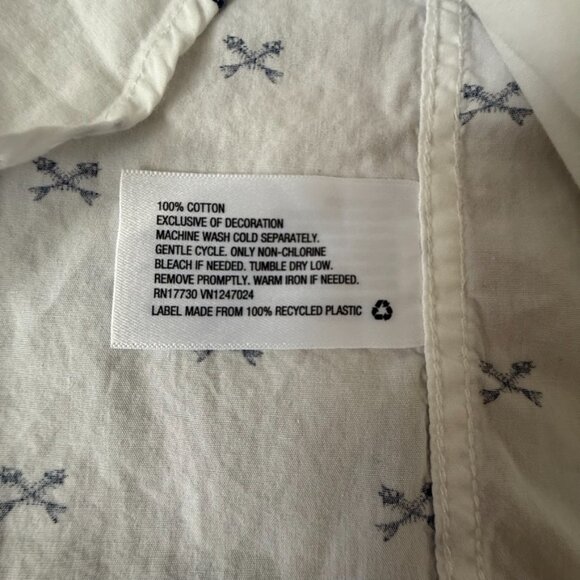 100% COTTON
EXCLUSIVE OF DECORATION
MACHINE WASH COLD SEPARATELY.
GENTLE CYCLE. ONLY NON-CHLORINE
BLEACH IF NEEDED. TUMBLE DRY LOW.
REMOVE PROMPTLY. WARM IRON IF NEEDED.
RN17730 VN1247024
LABEL MADE FROM 100% RECYCLED PLASTIC